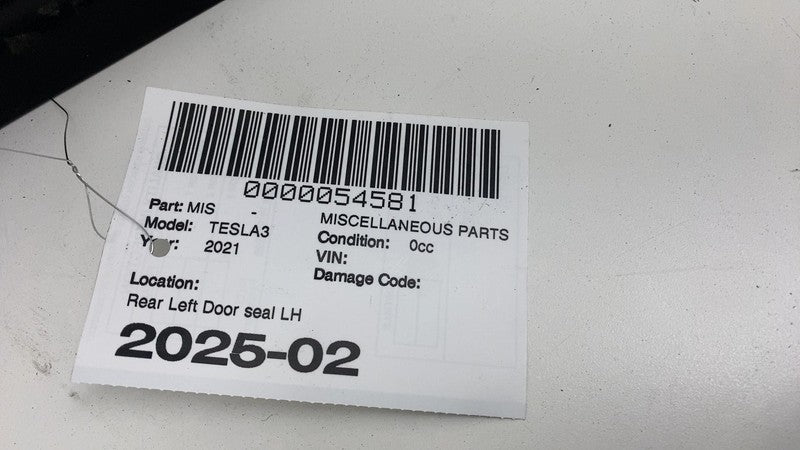 0000054581
Part: MIS - MISCELLANEOUS PARTS
Model: TESLA3 Condition: 0cc
Year: 2021 VIN:
Damage Code:
Location:
Rear Left Door seal LH
2025-02